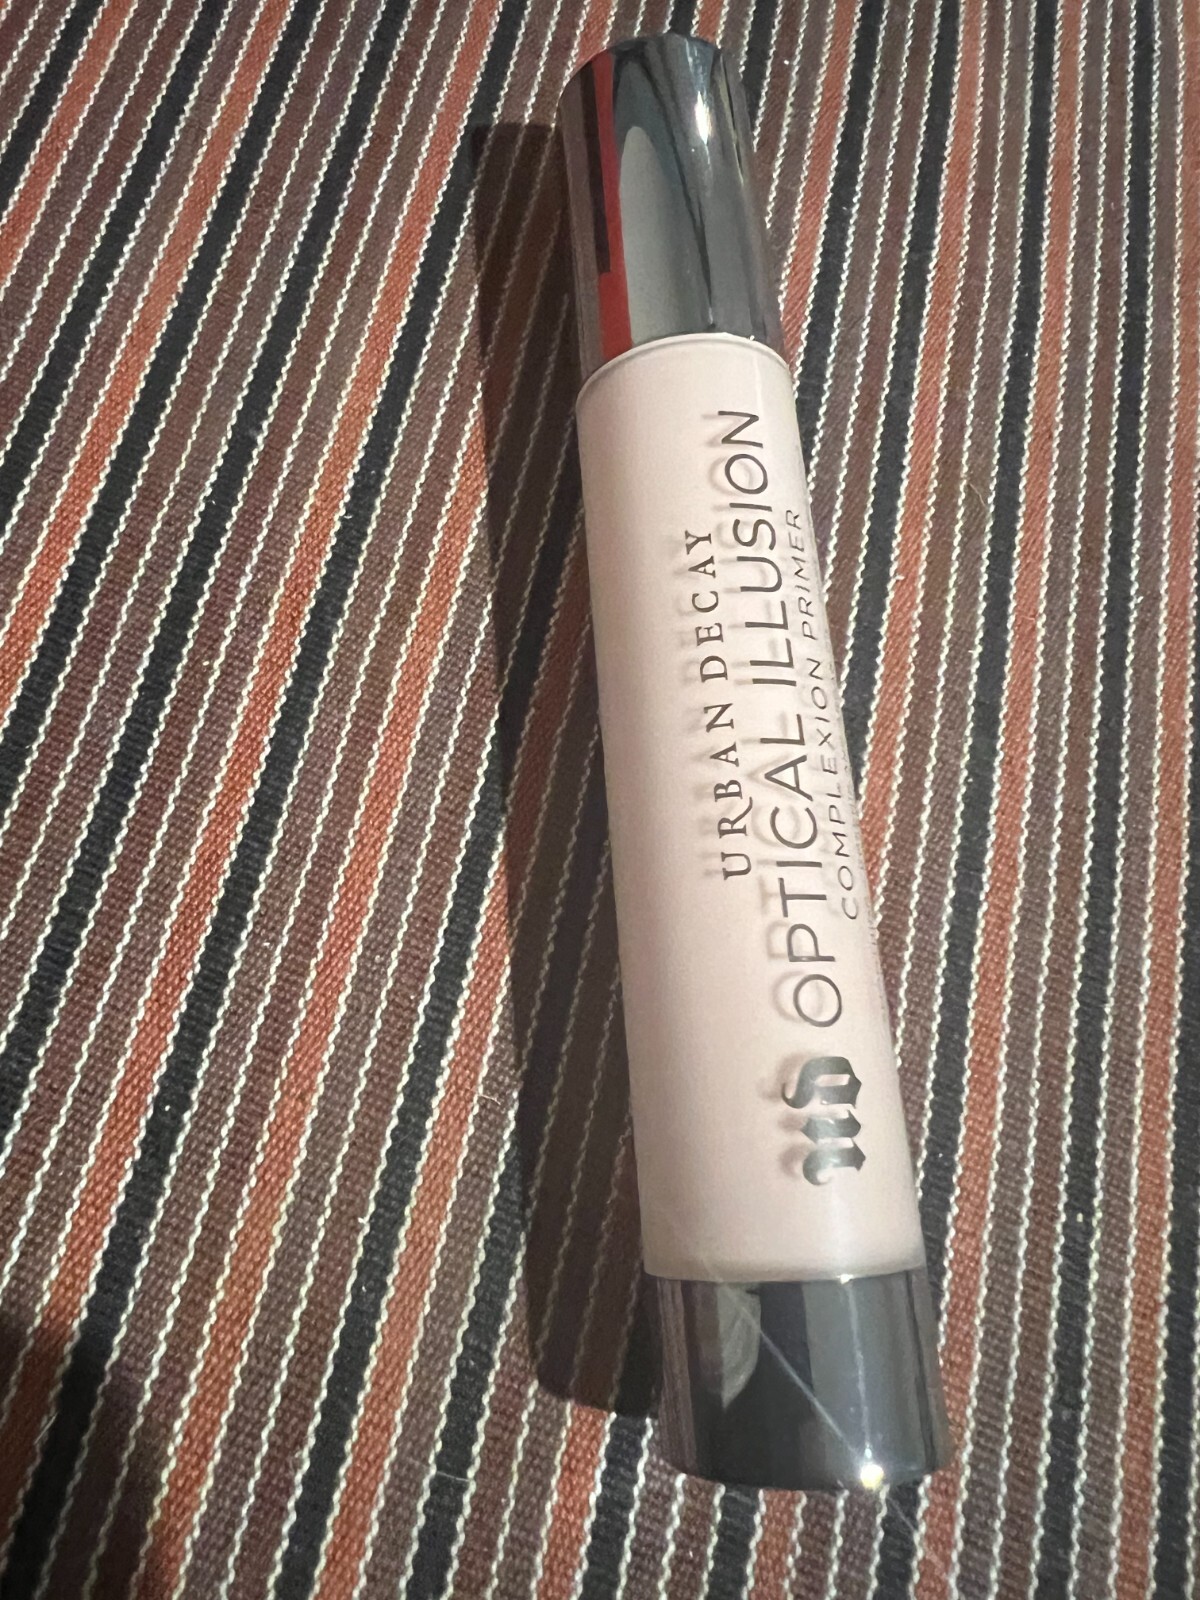 URBAN DECAY
UD OPTICAL ILLUSION
COMPLEXION PRIMER